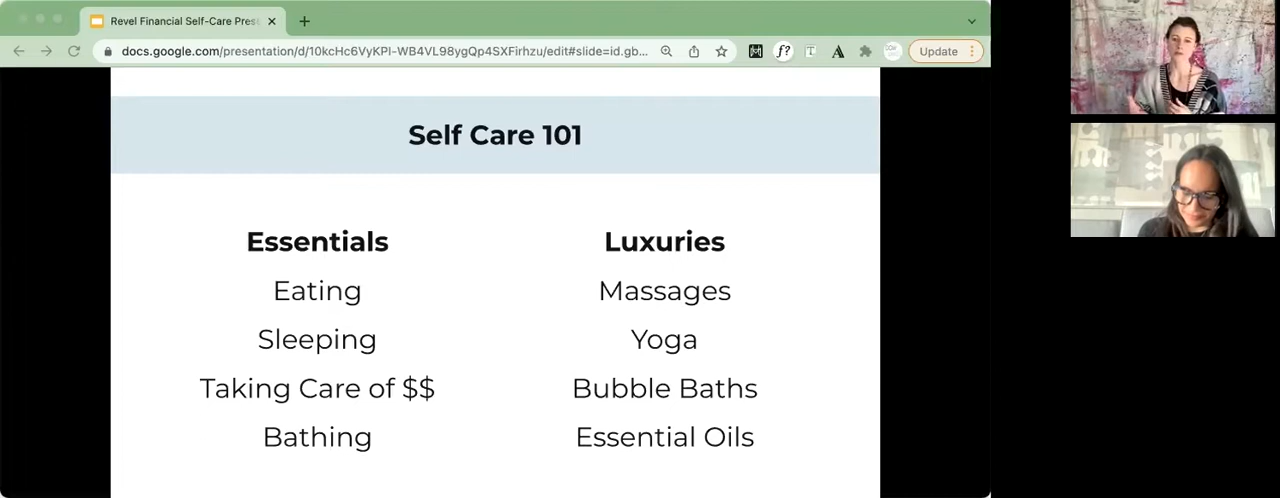 Revel Financial Self-Care Pres
docs.google.com/presentation/d/10kcHc6VyKPI-WB4VL98ygQp4SXFirhzu/edit#slide=id.gb...
f?
T
A
Update
Self Care 101
Essentials
Luxuries
Eating
Massages
Sleeping
Yoga
Taking Care of $$
Bubble Baths
Bathing
Essential Oils